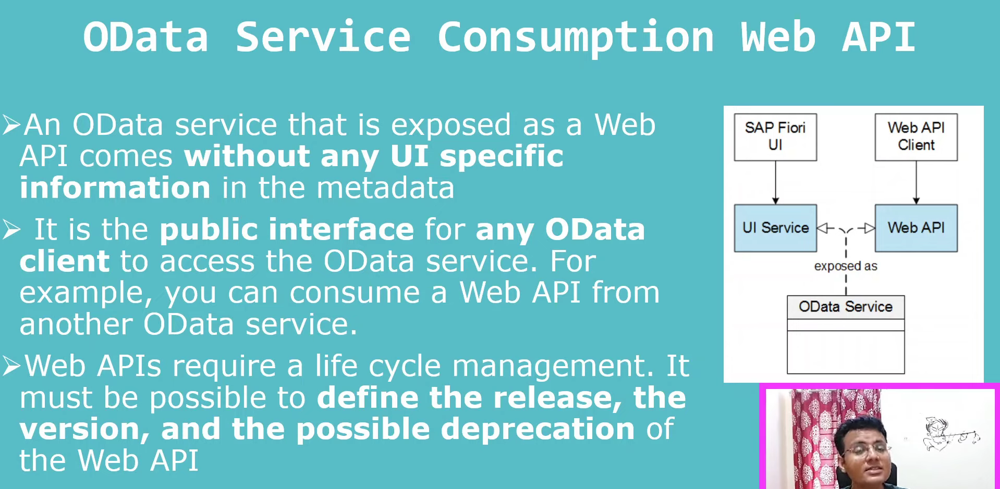 OData Service Consumption Web API
➢An OData service that is exposed as a Web
API comes without any UI specific
information in the metadata
➢ It is the public interface for any OData
client to access the OData service. For
example, you can consume a Web API from
another OData service.
➢Web APIs require a life cycle management. It
must be possible to define the release, the
version, and the possible deprecation of
the Web API
SAP Fiori
UI
Web API
Client
UI Service
Web API
exposed as
OData Service